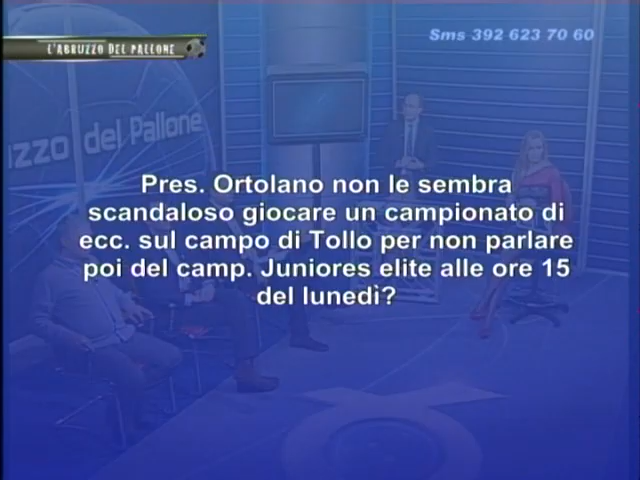 L'ABRUZZO DEL PALLONE
Sms 392 623 70 60
zzo del Pallone
Pres. Ortolano non le sembra
scandaloso giocare un campionato di
ecc. sul campo di Tollo per non parlare
poi del camp. Juniores elite alle ore 15
del lunedì?